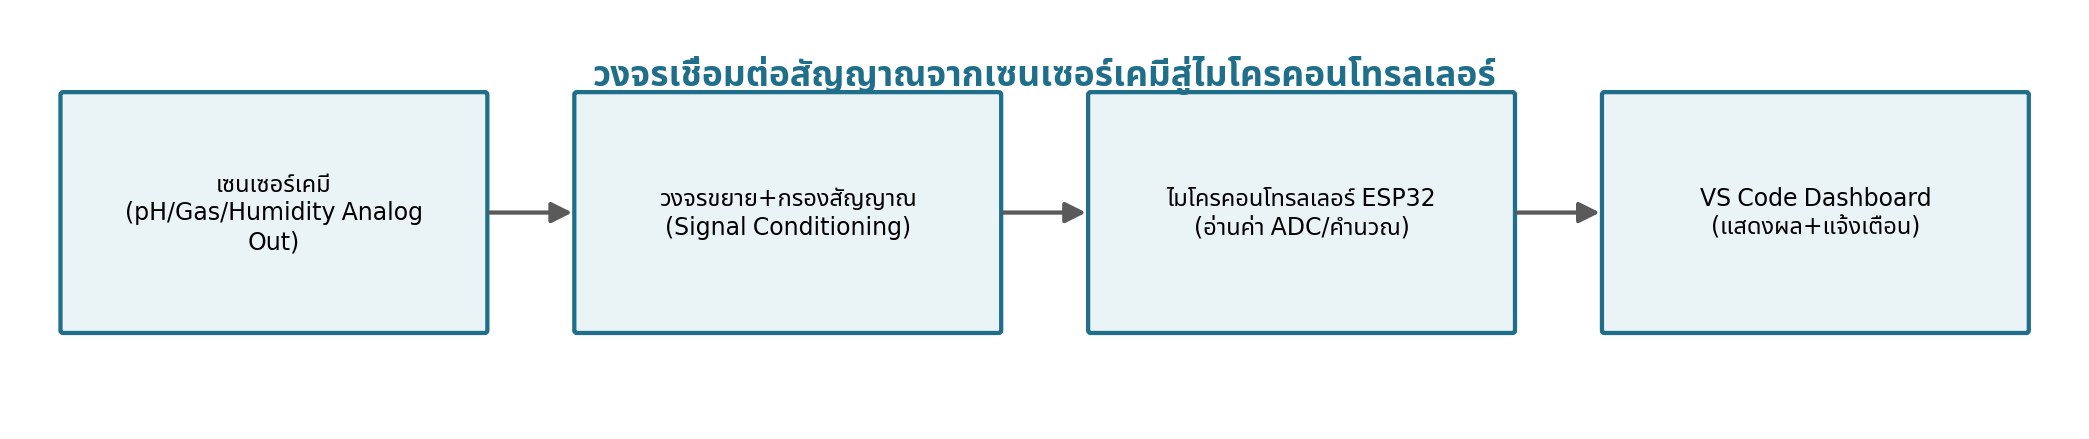 วงจรเชื่อมต่อสัญญาณจากเซนเซอร์เคมีสู่ไมโครคอนโทรลเลอร์
เซนเซอร์เคมี
(pH/Gas/Humidity Analog
Out)
วงจรขยาย+กรองสัญญาณ
(Signal Conditioning)
ไมโครคอนโทรลเลอร์ ESP32
(อ่านค่า ADC/คำนวณ)
VS Code Dashboard
(แสดงผล+แจ้งเตือน)